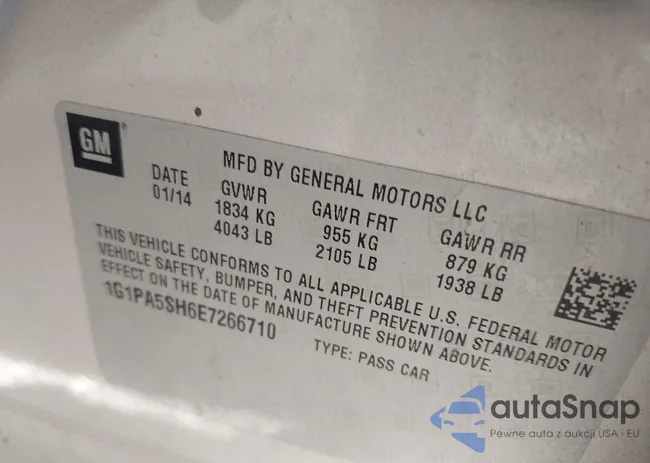 GM
MFD BY GENERAL MOTORS LLC
DATE GVWR GAWR FRT GAWR RR
01/14 1834 KG 955 KG 879 KG
4043 LB 2105 LB 1938 LB
THIS VEHICLE CONFORMS TO ALL APPLICABLE U.S. FEDERAL MOTOR
VEHICLE SAFETY, BUMPER, AND THEFT PREVENTION STANDARDS IN
EFFECT ON THE DATE OF MANUFACTURE SHOWN ABOVE.
1G1PA5SH6E7266710 TYPE: PASS CAR
autaSnap
Pewne auta z aukcji USA i EU